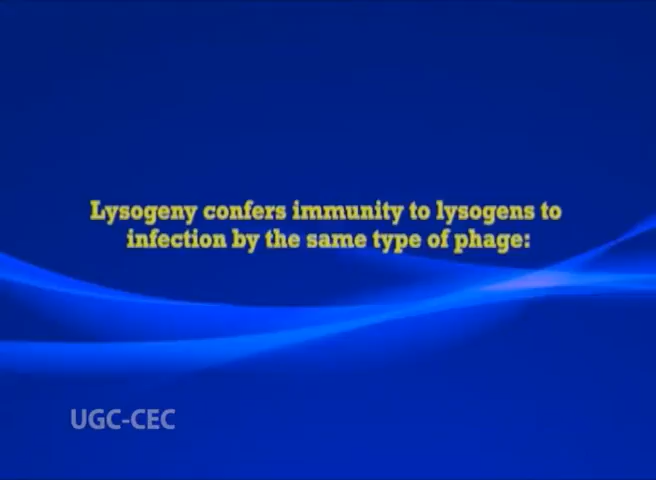 Lysogeny confers immunity to lysogens to
infection by the same type of phage:
UGC-CEC